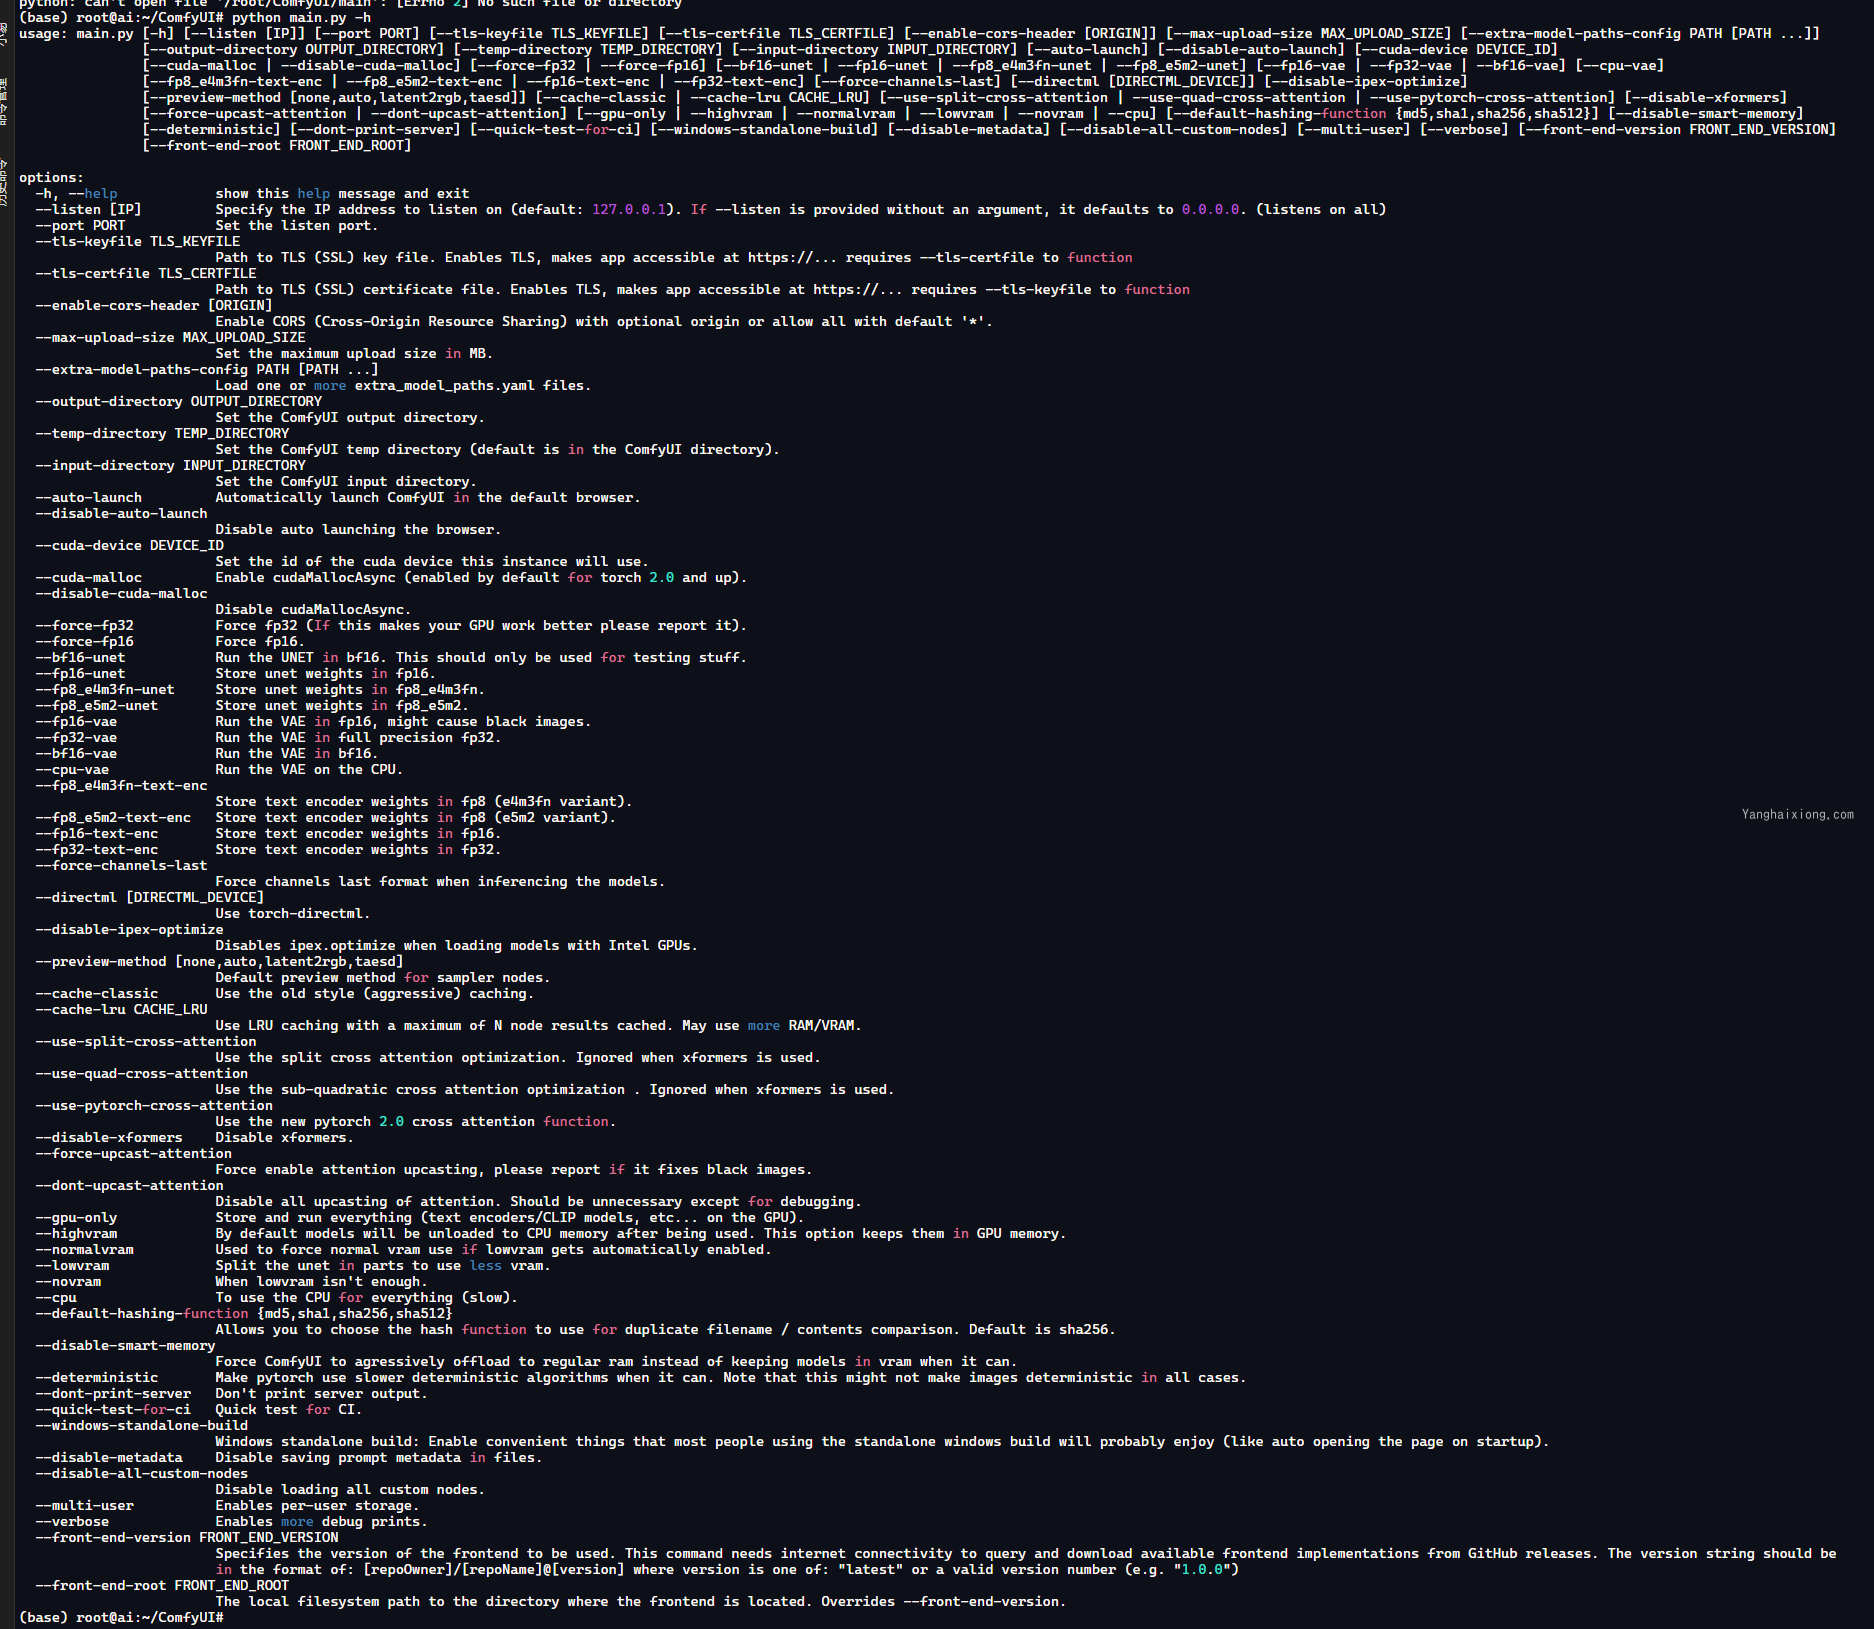 python: can't open file '/root/ComfyUI/main': [Errno 2] No such file or directory
(base) root@ai:~/ComfyUI# python main.py -h
usage: main.py [-h] [--listen [IP]] [--port PORT] [--tls-keyfile TLS_KEYFILE] [--tls-certfile TLS_CERTFILE] [--enable-cors-header [ORIGIN]] [--max-upload-size MAX_UPLOAD_SIZE] [--extra-model-paths-config PATH [PATH ...]]
[--output-directory OUTPUT_DIRECTORY] [--temp-directory TEMP_DIRECTORY] [--input-directory INPUT_DIRECTORY] [--auto-launch] [--disable-auto-launch] [--cuda-device DEVICE_ID]
[--cuda-malloc | --disable-cuda-malloc] [--force-fp32 | --force-fp16] [--bf16-unet | --fp16-unet | --fp8_e4m3fn-unet | --fp8_e5m2-unet] [--fp16-vae | --fp32-vae | --bf16-vae] [--cpu-vae]
[--fp8_e4m3fn-text-enc | --fp8_e5m2-text-enc | --fp16-text-enc | --fp32-text-enc] [--force-channels-last] [--directml [DIRECTML_DEVICE]] [--disable-ipex-optimize]
[--preview-method [none,auto,latent2rgb,taesd]] [--cache-classic | --cache-lru CACHE_LRU] [--use-split-cross-attention | --use-quad-cross-attention | --use-pytorch-cross-attention] [--disable-xformers]
[--force-upcast-attention | --dont-upcast-attention] [--gpu-only | --highvram | --normalvram | --lowvram | --novram | --cpu] [--default-hashing-function {md5,sha1,sha256,sha512}] [--disable-smart-memory]
[--deterministic] [--dont-print-server] [--quick-test-for-ci] [--windows-standalone-build] [--disable-metadata] [--disable-all-custom-nodes] [--multi-user] [--verbose] [--front-end-version FRONT_END_VERSION]
[--front-end-root FRONT_END_ROOT]
options:
-h, --help show this help message and exit
--listen [IP] Specify the IP address to listen on (default: 127.0.0.1). If --listen is provided without an argument, it defaults to 0.0.0.0. (listens on all)
--port PORT Set the listen port.
--tls-keyfile TLS_KEYFILE
Path to TLS (SSL) key file. Enables TLS, makes app accessible at https://... requires --tls-certfile to function
--tls-certfile TLS_CERTFILE
Path to TLS (SSL) certificate file. Enables TLS, makes app accessible at https://... requires --tls-keyfile to function
--enable-cors-header [ORIGIN]
Enable CORS (Cross-Origin Resource Sharing) with optional origin or allow all with default '*'.
--max-upload-size MAX_UPLOAD_SIZE
Set the maximum upload size in MB.
--extra-model-paths-config PATH [PATH ...]
Load one or more extra_model_paths.yaml files.
--output-directory OUTPUT_DIRECTORY
Set the ComfyUI output directory.
--temp-directory TEMP_DIRECTORY
Set the ComfyUI temp directory (default is in the ComfyUI directory).
--input-directory INPUT_DIRECTORY
Set the ComfyUI input directory.
--auto-launch Automatically launch ComfyUI in the default browser.
--disable-auto-launch
Disable auto launching the browser.
--cuda-device DEVICE_ID
Set the id of the cuda device this instance will use.
--cuda-malloc Enable cudaMallocAsync (enabled by default for torch 2.0 and up).
--disable-cuda-malloc
Disable cudaMallocAsync.
--force-fp32 Force fp32 (If this makes your GPU work better please report it).
--force-fp16 Force fp16.
--bf16-unet Run the UNET in bf16. This should only be used for testing stuff.
--fp16-unet Store unet weights in fp16.
--fp8_e4m3fn-unet Store unet weights in fp8_e4m3fn.
--fp8_e5m2-unet Store unet weights in fp8_e5m2.
--fp16-vae Run the VAE in fp16, might cause black images.
--fp32-vae Run the VAE in full precision fp32.
--bf16-vae Run the VAE in bf16.
--cpu-vae Run the VAE on the CPU.
--fp8_e4m3fn-text-enc
Store text encoder weights in fp8 (e4m3fn variant).
--fp8_e5m2-text-enc Store text encoder weights in fp8 (e5m2 variant).
--fp16-text-enc Store text encoder weights in fp16.
--fp32-text-enc Store text encoder weights in fp32.
--force-channels-last
Force channels last format when inferencing the models.
--directml [DIRECTML_DEVICE]
Use torch-directml.
--disable-ipex-optimize
Disables ipex.optimize when loading models with Intel GPUs.
--preview-method [none,auto,latent2rgb,taesd]
Default preview method for sampler nodes.
--cache-classic Use the old style (aggressive) caching.
--cache-lru CACHE_LRU
Use LRU caching with a maximum of N node results cached. May use more RAM/VRAM.
--use-split-cross-attention
Use the split cross attention optimization. Ignored when xformers is used.
--use-quad-cross-attention
Use the sub-quadratic cross attention optimization . Ignored when xformers is used.
--use-pytorch-cross-attention
Use the new pytorch 2.0 cross attention function.
--disable-xformers Disable xformers.
--force-upcast-attention
Force enable attention upcasting, please report if it fixes black images.
--dont-upcast-attention
Disable all upcasting of attention. Should be unnecessary except for debugging.
--gpu-only Store and run everything (text encoders/CLIP models, etc... on the GPU).
--highvram By default models will be unloaded to CPU memory after being used. This option keeps them in GPU memory.
--normalvram Used to force normal vram use if lowvram gets automatically enabled.
--lowvram Split the unet in parts to use less vram.
--novram When lowvram isn't enough.
--cpu To use the CPU for everything (slow).
--default-hashing-function {md5,sha1,sha256,sha512}
Allows you to choose the hash function to use for duplicate filename / contents comparison. Default is sha256.
--disable-smart-memory
Force ComfyUI to agressively offload to regular ram instead of keeping models in vram when it can.
--deterministic Make pytorch use slower deterministic algorithms when it can. Note that this might not make images deterministic in all cases.
--dont-print-server Don't print server output.
--quick-test-for-ci Quick test for CI.
--windows-standalone-build
Windows standalone build: Enable convenient things that most people using the standalone windows build will probably enjoy (like auto opening the page on startup).
--disable-metadata Disable saving prompt metadata in files.
--disable-all-custom-nodes
Disable loading all custom nodes.
--multi-user Enables per-user storage.
--verbose Enables more debug prints.
--front-end-version FRONT_END_VERSION
Specifies the version of the frontend to be used. This command needs internet connectivity to query and download available frontend implementations from GitHub releases. The version string should be
in the format of: [repoOwner]/[repoName]@[version] where version is one of: "latest" or a valid version number (e.g. "1.0.0")
--front-end-root FRONT_END_ROOT
The local filesystem path to the directory where the frontend is located. Overrides --front-end-version.
(base) root@ai:~/ComfyUI#
Yanghaixiong.com